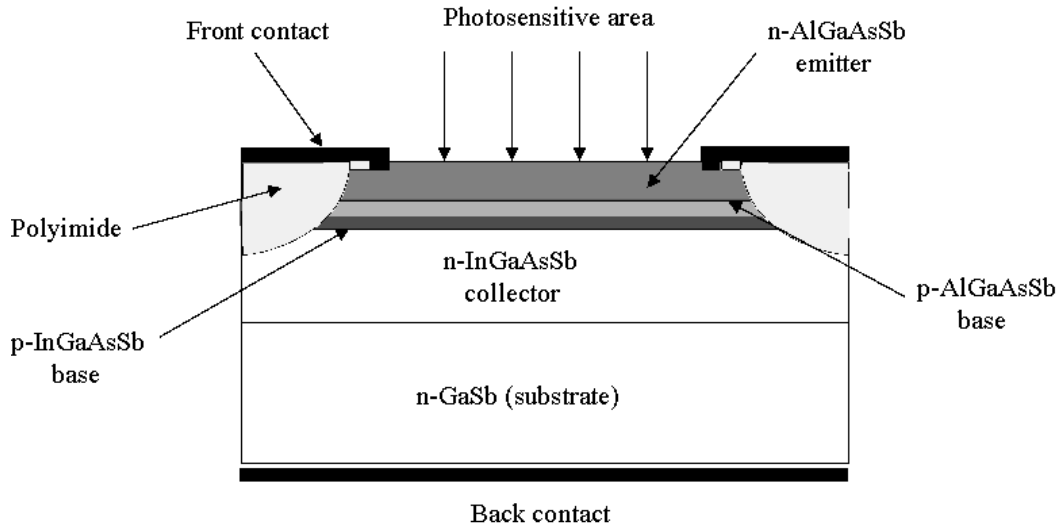 Photosensitive area
Front contact
n-AlGaAsSb
emitter
Polyimide
n-InGaAsSb
collector
p-AlGaAsSb
base
p-InGaAsSb
base
n-GaSb (substrate)
Back contact